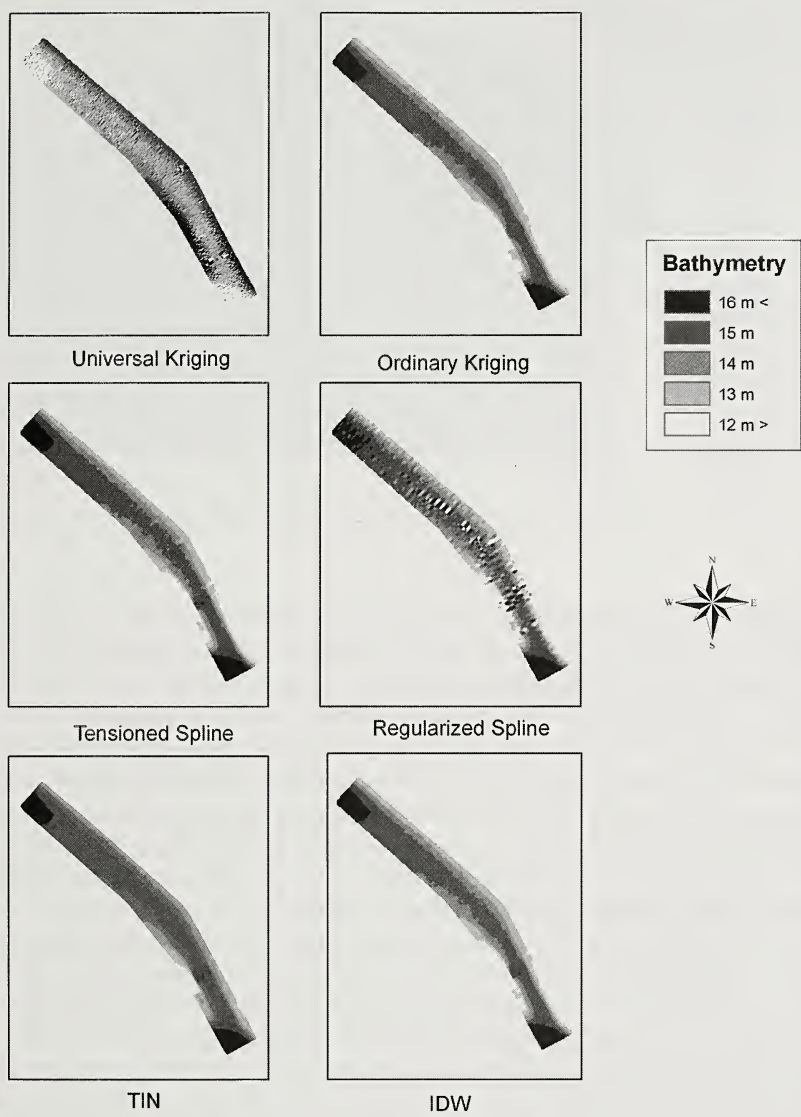 Universal Kriging
Ordinary Kriging
Bathymetry
16 m <
15 m
14 m
13 m
12 m >
N
W E
S
Tensioned Spline
Regularized Spline
TIN
IDW